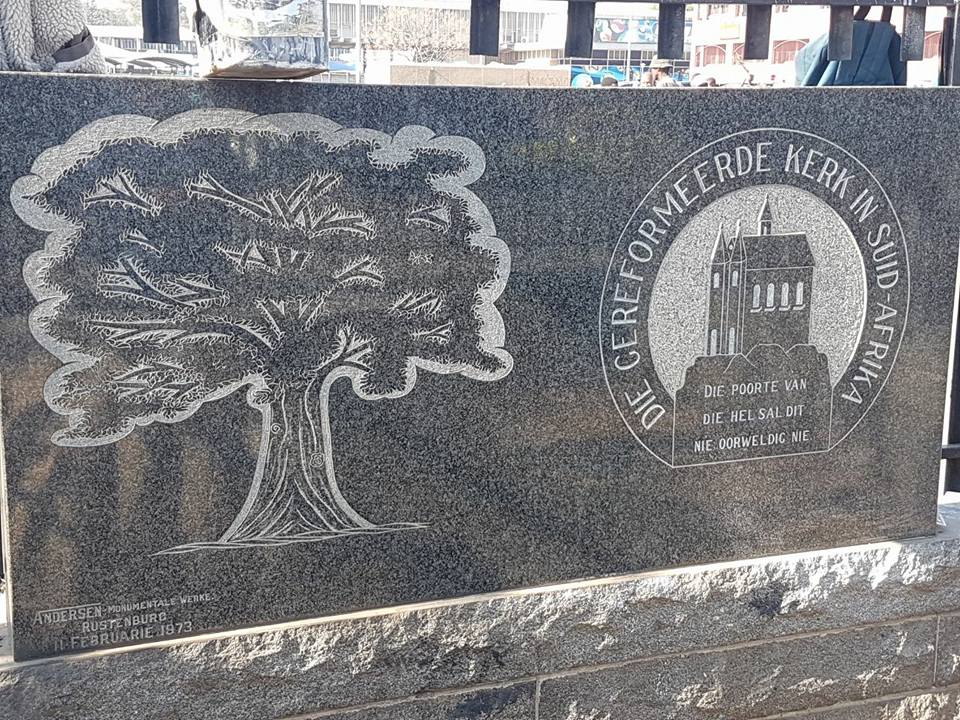 DIE GEREFORMEERDE KERK IN SUID-AFRIKA
DIE POORTE VAN
DIE HEL SAL DIT
NIE OORWELDIG NIE
ANDERSEN-MONUMENTALE WERKE.
RUSTENBURG
11 FEBRUARIE 1973